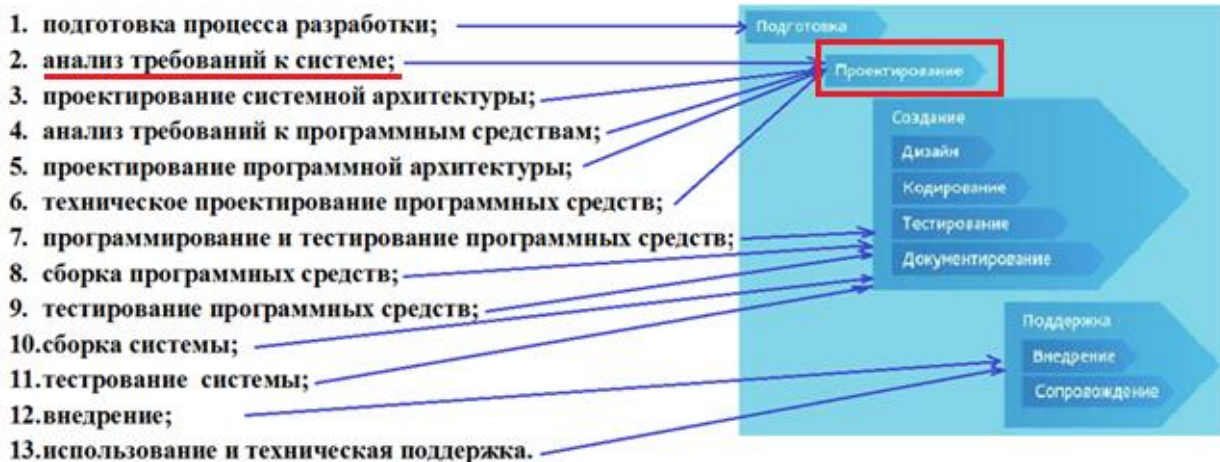 1. подготовка процесса разработки;
2. анализ требований к системе;
3. проектирование системной архитектуры;
4. анализ требований к программным средствам;
5. проектирование программной архитектуры;
6. техническое проектирование программных средств;
7. программирование и тестирование программных средств;
8. сборка программных средств;
9. тестирование программных средств;
10.сборка системы;
11.тестрование системы;
12.внедрение;
13.использование и техническая поддержка.
Подготовка
Проектирование
Создание
Дизайн
Кодирование
Тестирование
Документирование
Поддержка
Внедрение
Сопровождение